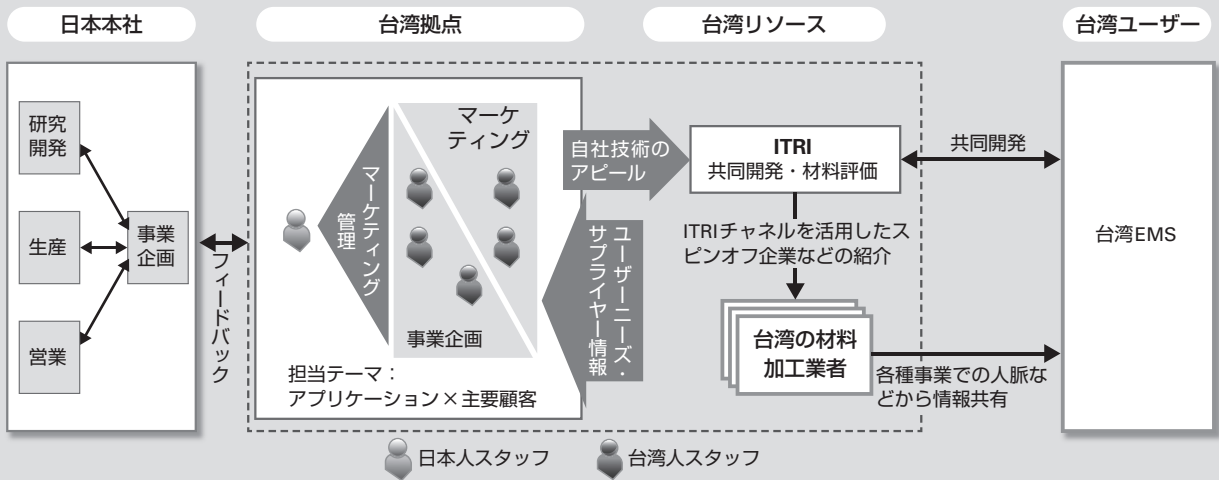 日本本社
台湾拠点
台湾リソース
台湾ユーザー
研究
開発
生産
営業
事業
企画
フィードバック
マーケティング
管理
マーケ
ティング
事業企画
担当テーマ：
アプリケーション×主要顧客
自社技術の
アピール
ユーザーニーズ・
サプライヤー情報
ITRI
共同開発・材料評価
ITRIチャネルを活用したス
ピンオフ企業などの紹介
台湾の材料
加工業者
共同開発
各種事業での人脈な
どから情報共有
台湾EMS
日本人スタッフ
台湾人スタッフ